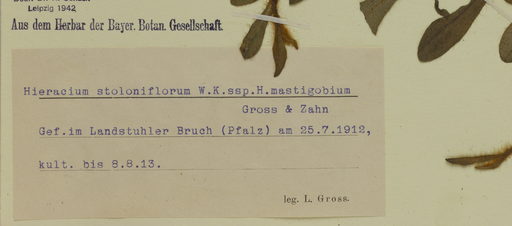 Leipzig 1942
Aus dem Herbar der Bayer. Botan. Gesellschaft.
Hieracium stoloniflorum W.K.ssp.H.mastigobium
Gross & Zahn
Gef.im Landstuhler Bruch (Pfalz) am 25.7.1912,
kult. bis 8.8.13.
leg. L. Gross.